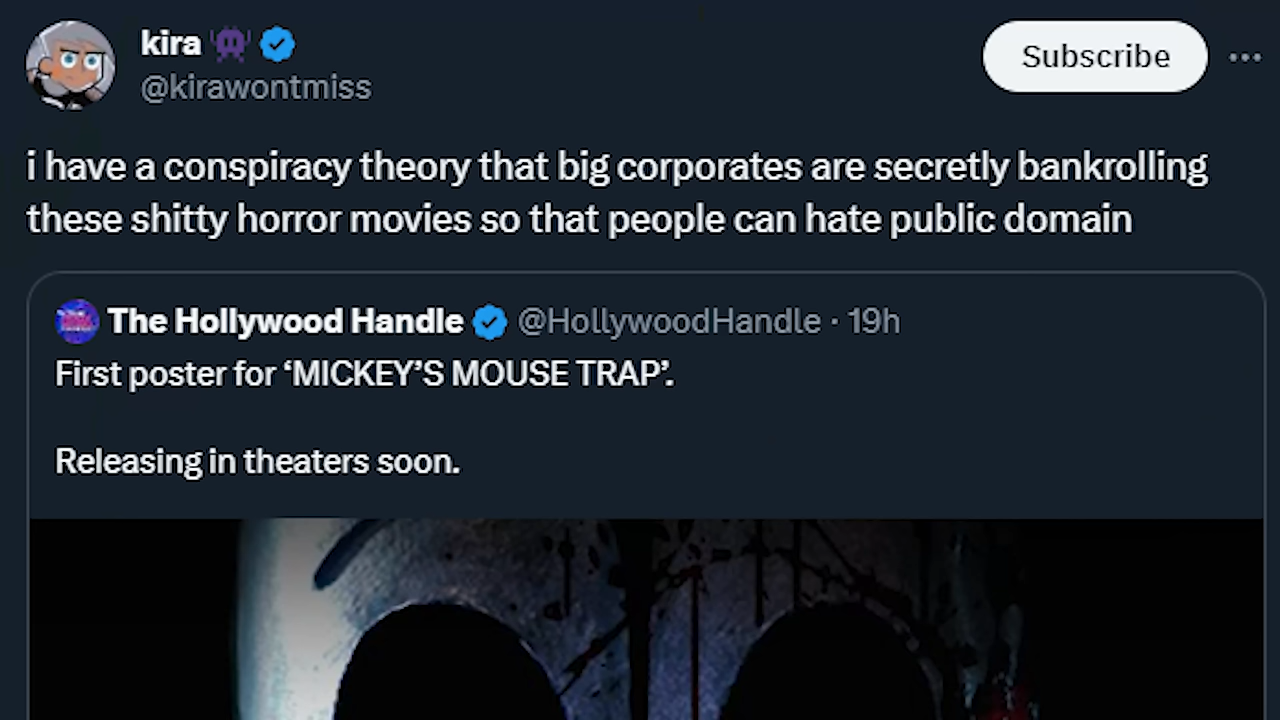 kira
@kirawontmiss
Subscribe
i have a conspiracy theory that big corporates are secretly bankrolling
these shitty horror movies so that people can hate public domain
The Hollywood Handle @HollywoodHandle · 19h
First poster for ‘MICKEY’S MOUSE TRAP’.
Releasing in theaters soon.